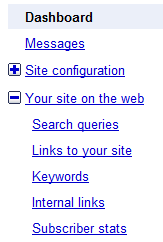 Dashboard
Messages
Site configuration
Your site on the web
Search queries
Links to your site
Keywords
Internal links
Subscriber stats